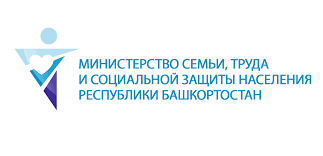 МИНИСТЕРСТВО СЕМЬИ, ТРУДА
И СОЦИАЛЬНОЙ ЗАЩИТЫ НАСЕЛЕНИЯ
РЕСПУБЛИКИ БАШКОРТОСТАН